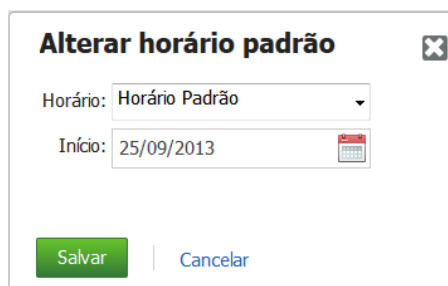 Alterar horário padrão
Horário: Horário Padrão
Início: 25/09/2013
Salvar Cancelar